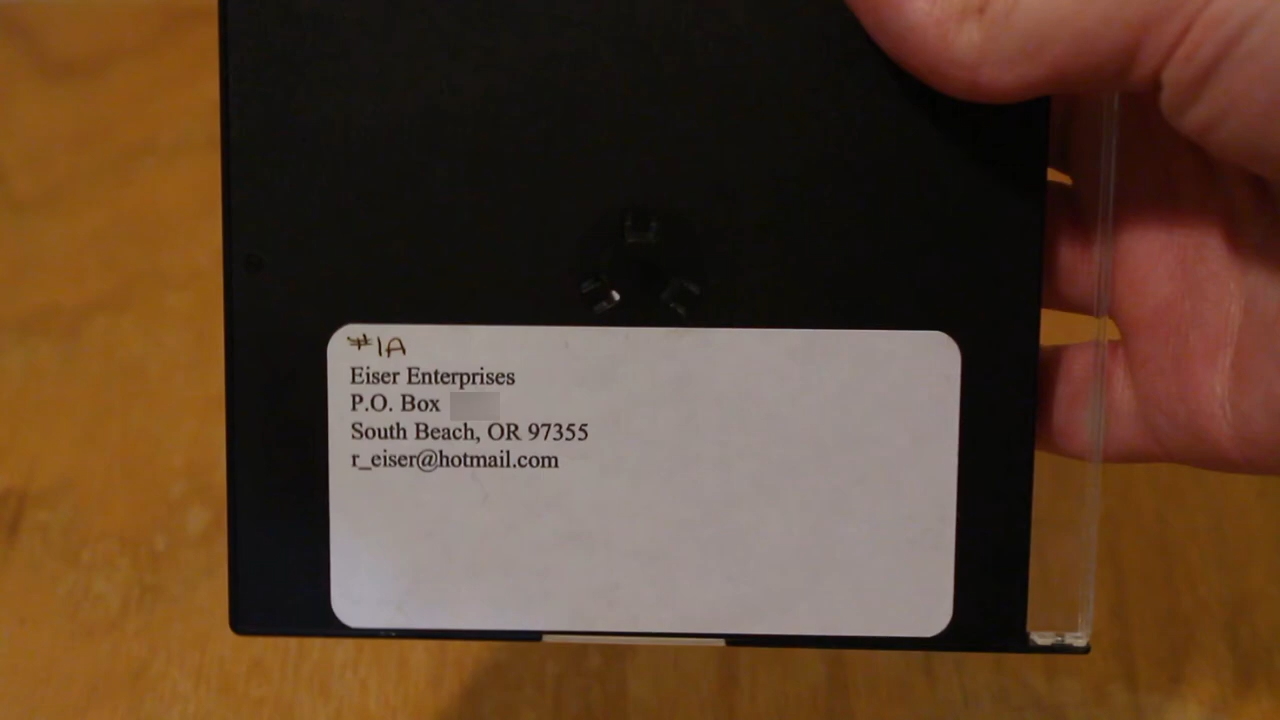 #1A
Eiser Enterprises
P.O. Box
South Beach, OR 97355
r_eiser@hotmail.com